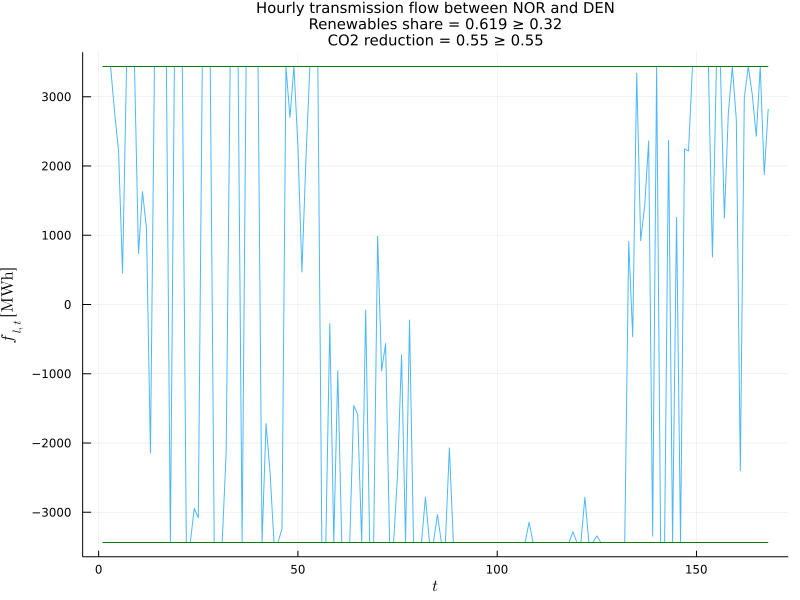 Hourly transmission flow between NOR and DEN
Renewables share = 0.619 ≥ 0.32
CO2 reduction = 0.55 ≥ 0.55
3000
2000
1000
0
−1000
−2000
−3000
f_{l,t} [MWh]
0
50
100
150
t